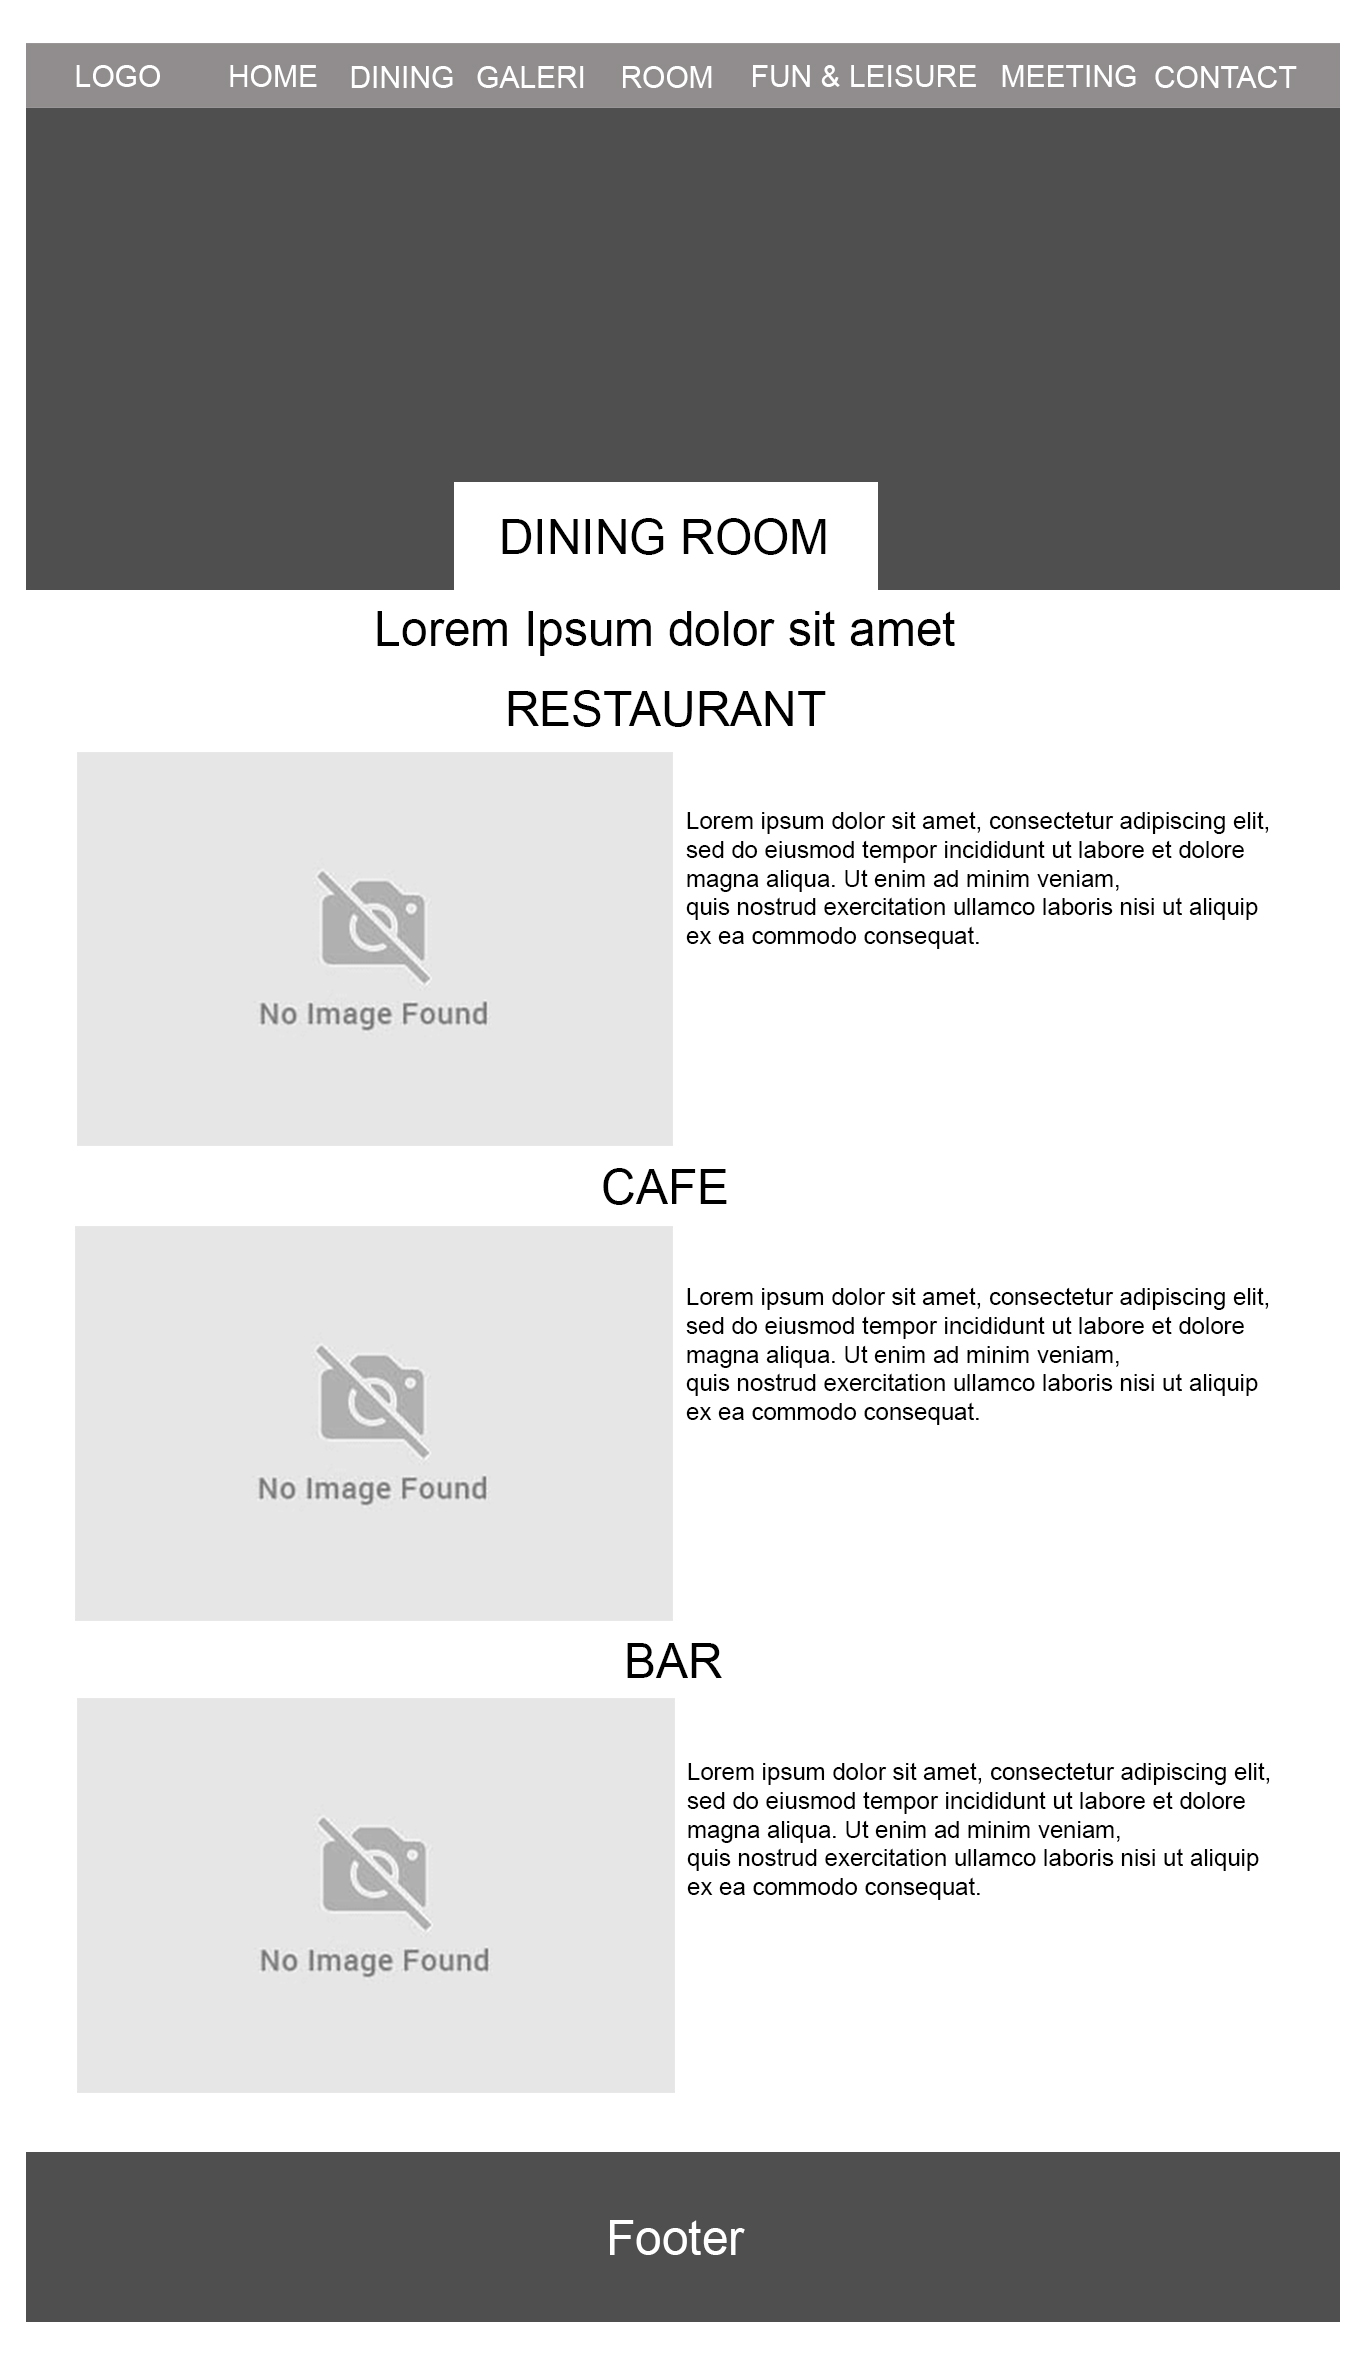 LOGO HOME DINING GALERI ROOM FUN & LEISURE MEETING CONTACT
DINING ROOM
Lorem Ipsum dolor sit amet
RESTAURANT
No Image Found
Lorem ipsum dolor sit amet, consectetur adipiscing elit,
sed do eiusmod tempor incididunt ut labore et dolore
magna aliqua. Ut enim ad minim veniam,
quis nostrud exercitation ullamco laboris nisi ut aliquip
ex ea commodo consequat.
CAFE
No Image Found
Lorem ipsum dolor sit amet, consectetur adipiscing elit,
sed do eiusmod tempor incididunt ut labore et dolore
magna aliqua. Ut enim ad minim veniam,
quis nostrud exercitation ullamco laboris nisi ut aliquip
ex ea commodo consequat.
BAR
No Image Found
Lorem ipsum dolor sit amet, consectetur adipiscing elit,
sed do eiusmod tempor incididunt ut labore et dolore
magna aliqua. Ut enim ad minim veniam,
quis nostrud exercitation ullamco laboris nisi ut aliquip
ex ea commodo consequat.
Footer